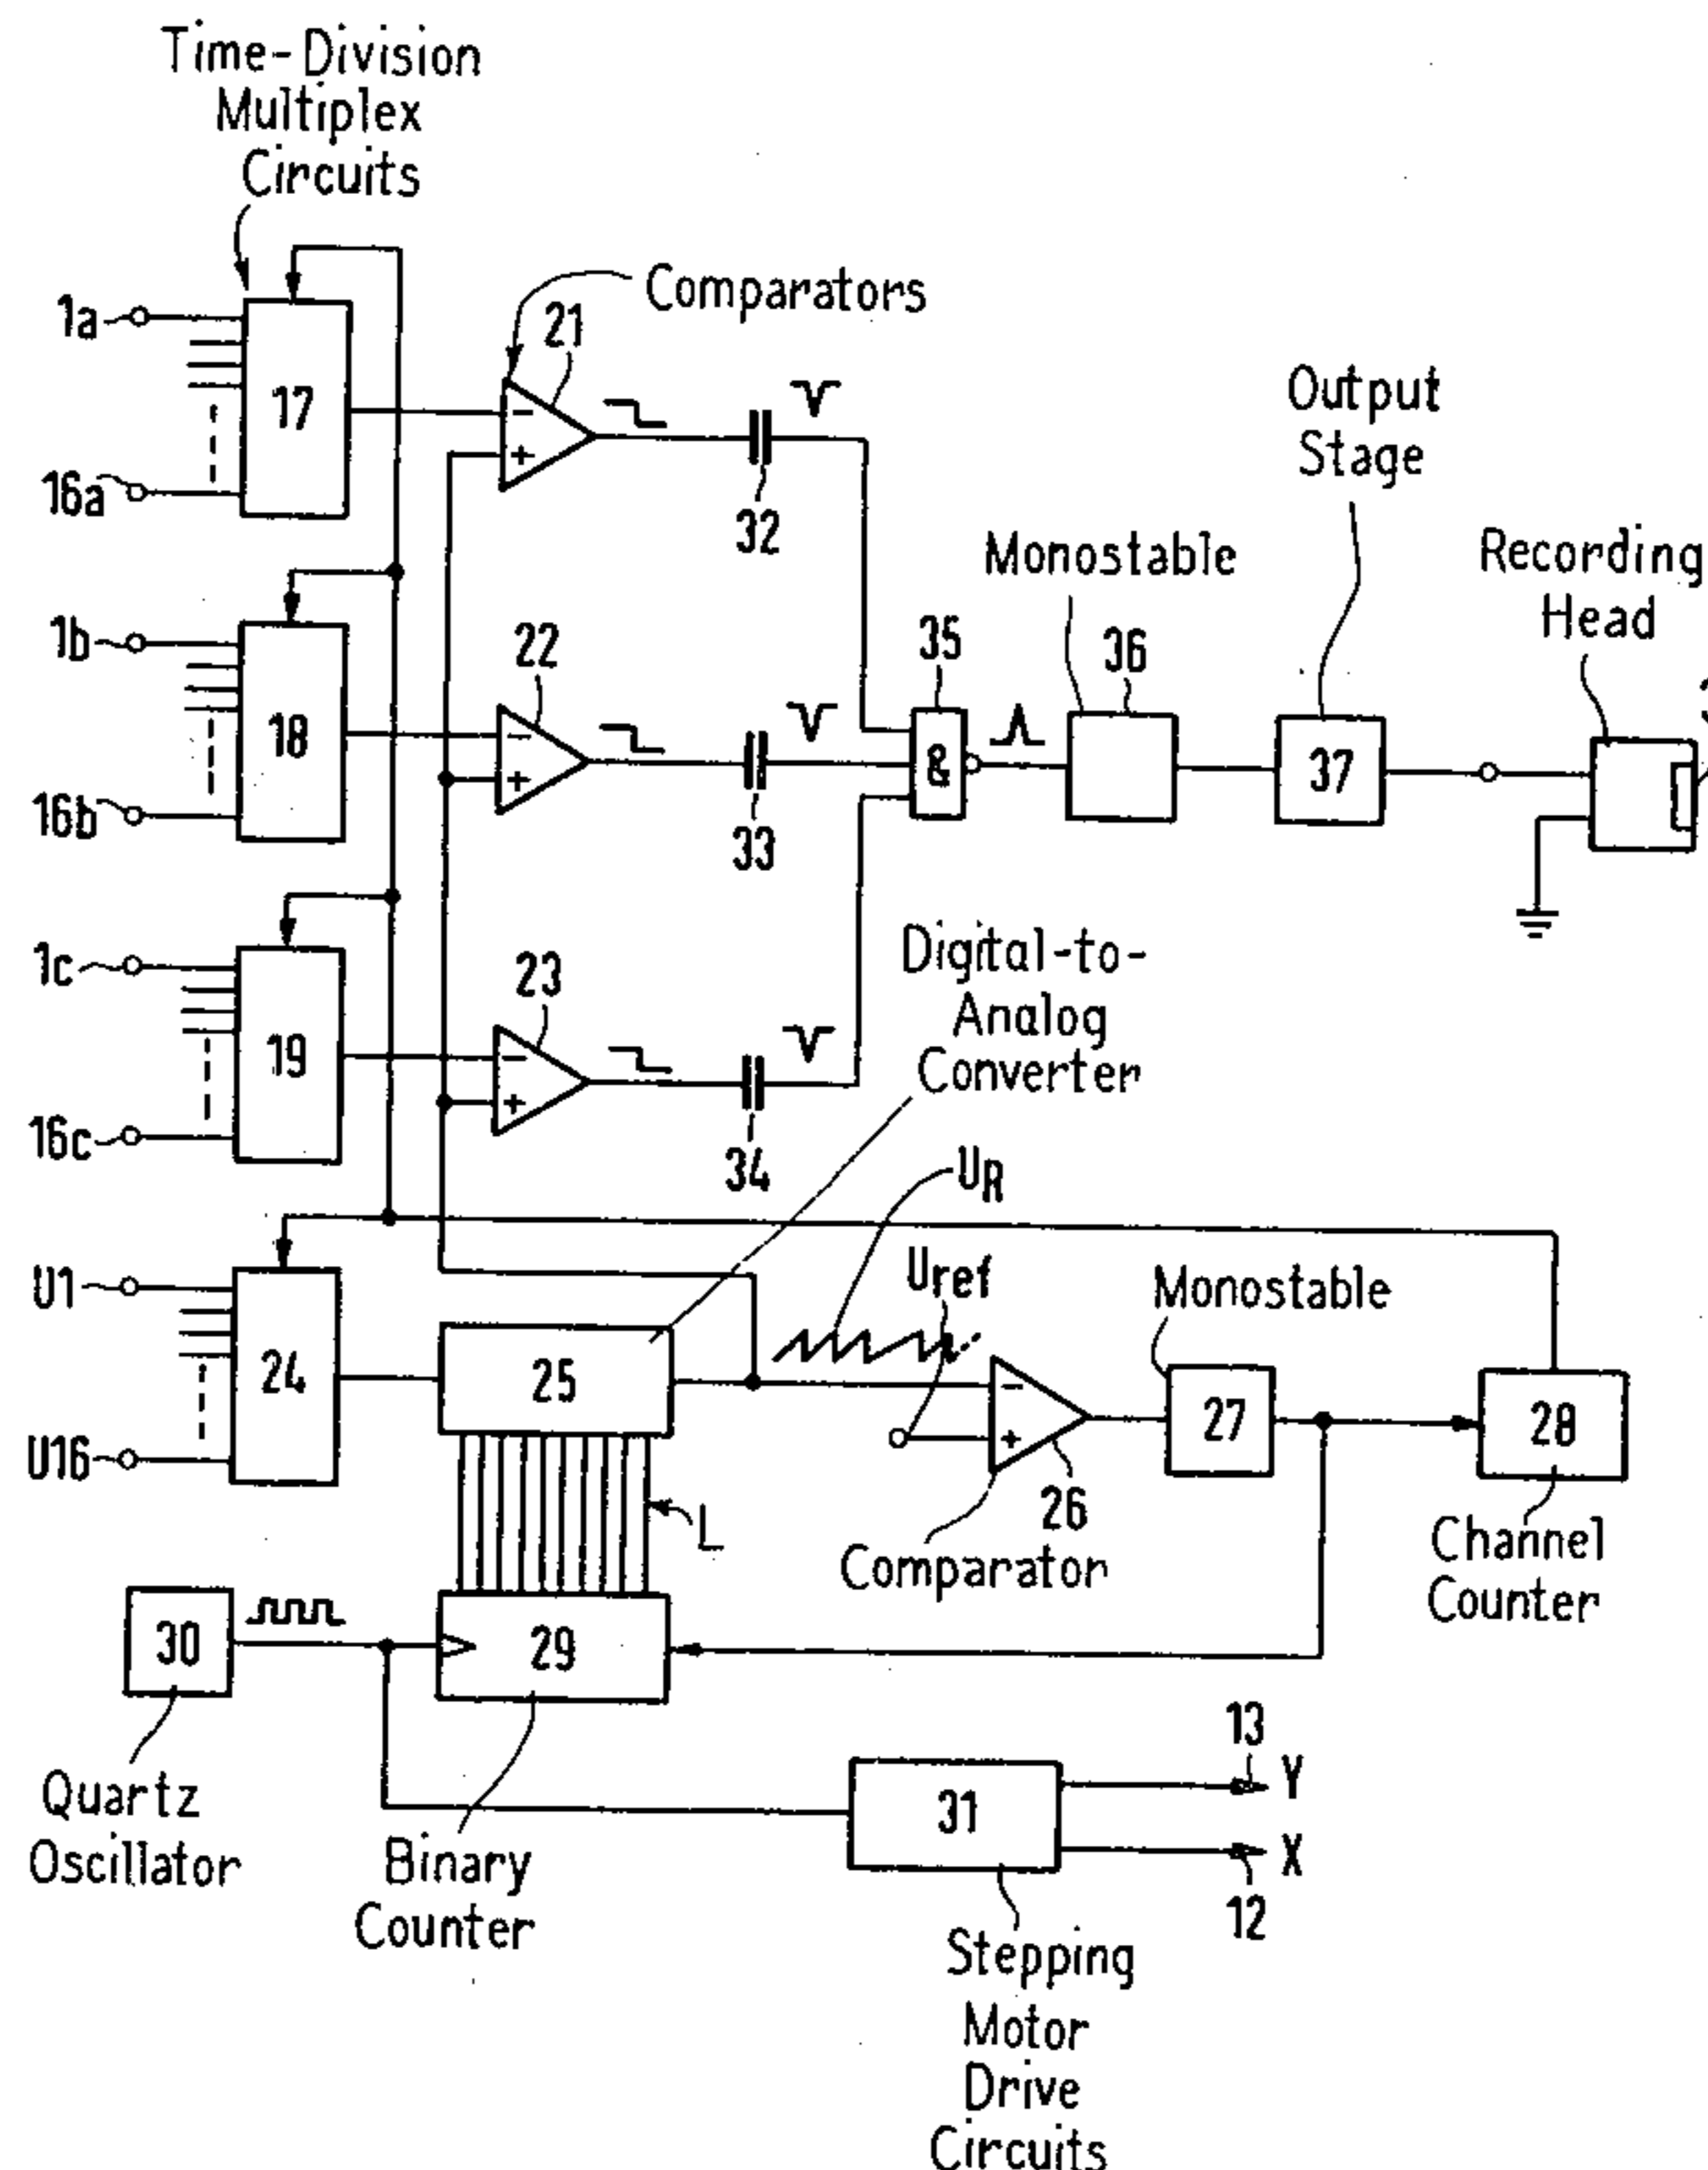 Time-Division
Multiplex
Circuits
1a
16a
17
Comparators
21
32
Output
Stage
Monostable
Recording
Head
1b
16b
18
22
33
35
&
36
37
1c
16c
19
23
34
Digital-to-
Analog
Converter
UR
Uref
U1
U16
24
25
26
Comparator
Monostable
27
28
Channel
Counter
L
30
29
Quartz
Oscillator
Binary
Counter
31
13
Y
X
12
Stepping
Motor
Drive
Circuits